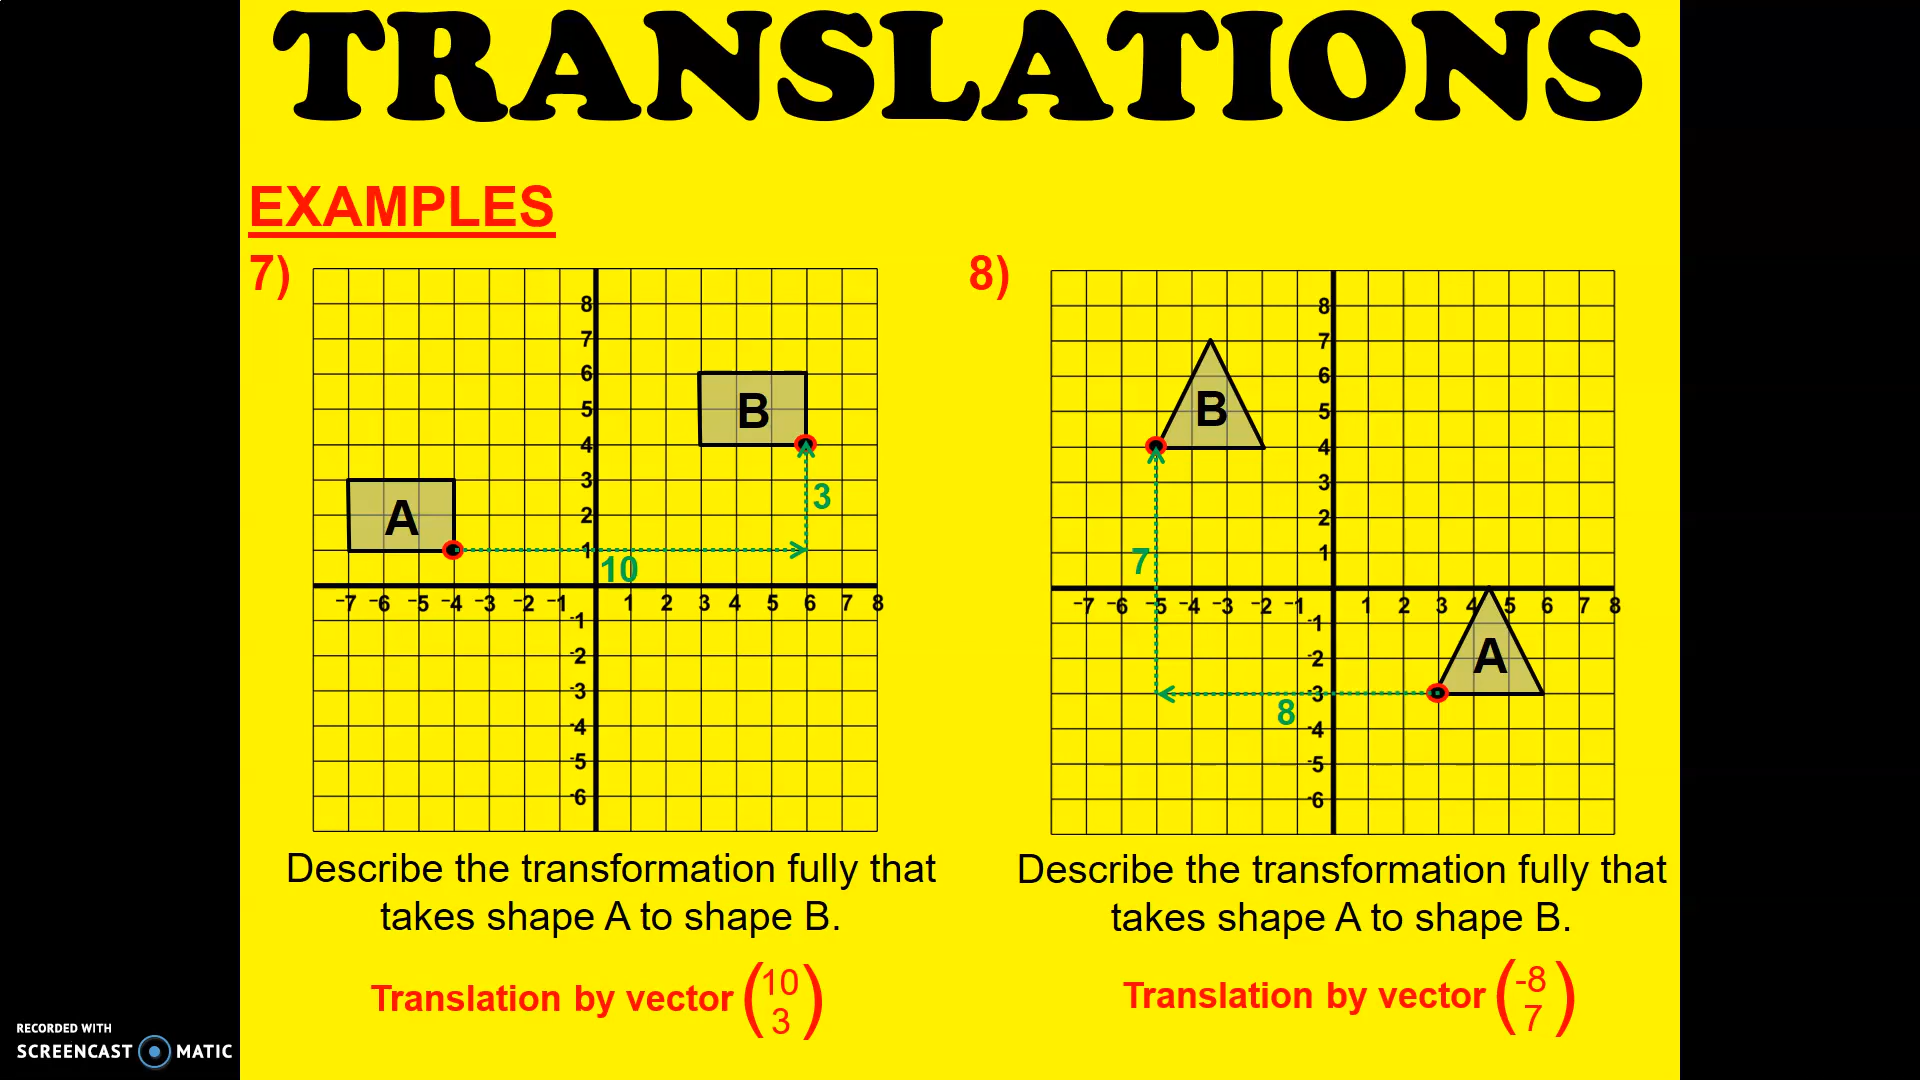 TRANSLATIONS
EXAMPLES
7)
8
7
6
5
4
3
2
1
-7 -6 -5 -4 -3 -2 -1 1 2 3 4 5 6 7 8
-1
-2
-3
-4
-5
-6
A
B
10
3
Describe the transformation fully that
takes shape A to shape B.
Translation by vector (10
3)
8)
8
7
6
5
4
3
2
1
-7 -6 -5 -4 -3 -2 -1 1 2 3 4 5 6 7 8
-1
-2
-3
-4
-5
-6
B
A
7
8
Describe the transformation fully that
takes shape A to shape B.
Translation by vector (-8
7)
RECORDED WITH
SCREENCAST MATIC